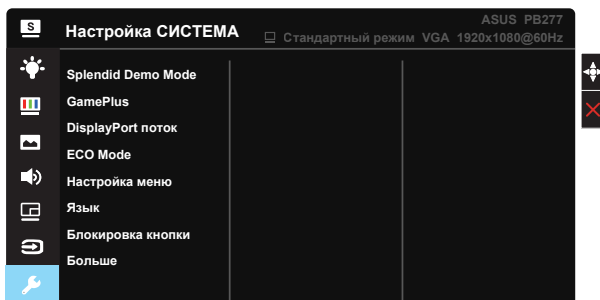 S
Настройка СИСТЕМА
ASUS PB277
Стандартный режим VGA 1920x1080@60Hz
Splendid Demo Mode
GamePlus
DisplayPort поток
ECO Mode
Настройка меню
Язык
Блокировка кнопки
Больше